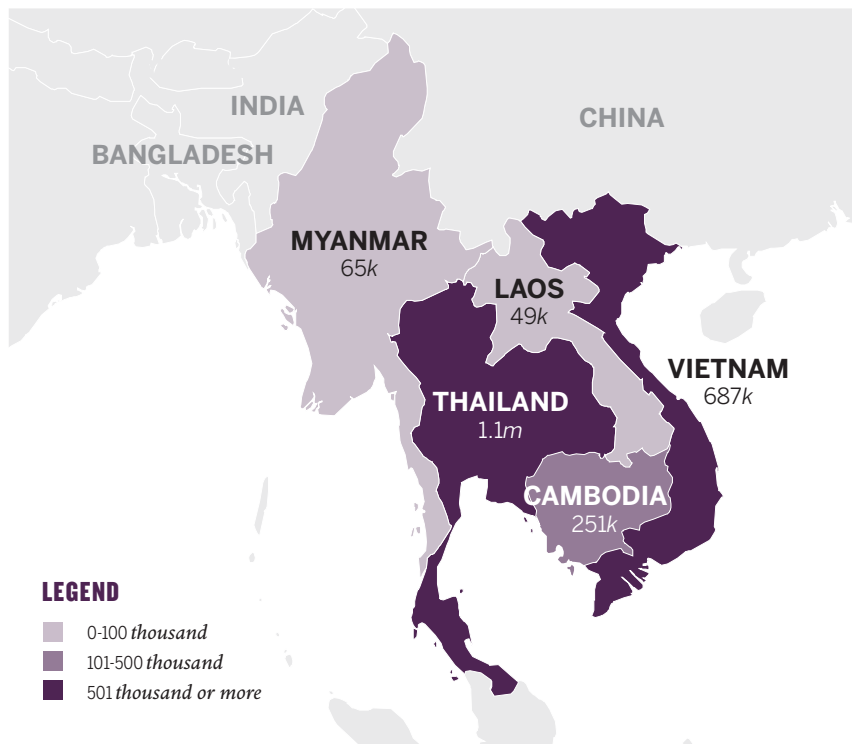 INDIA
CHINA
BANGLADESH
MYANMAR
65k
LAOS
49k
VIETNAM
687k
THAILAND
1.1m
CAMBODIA
251k
LEGEND
0-100 thousand
101-500 thousand
501 thousand or more